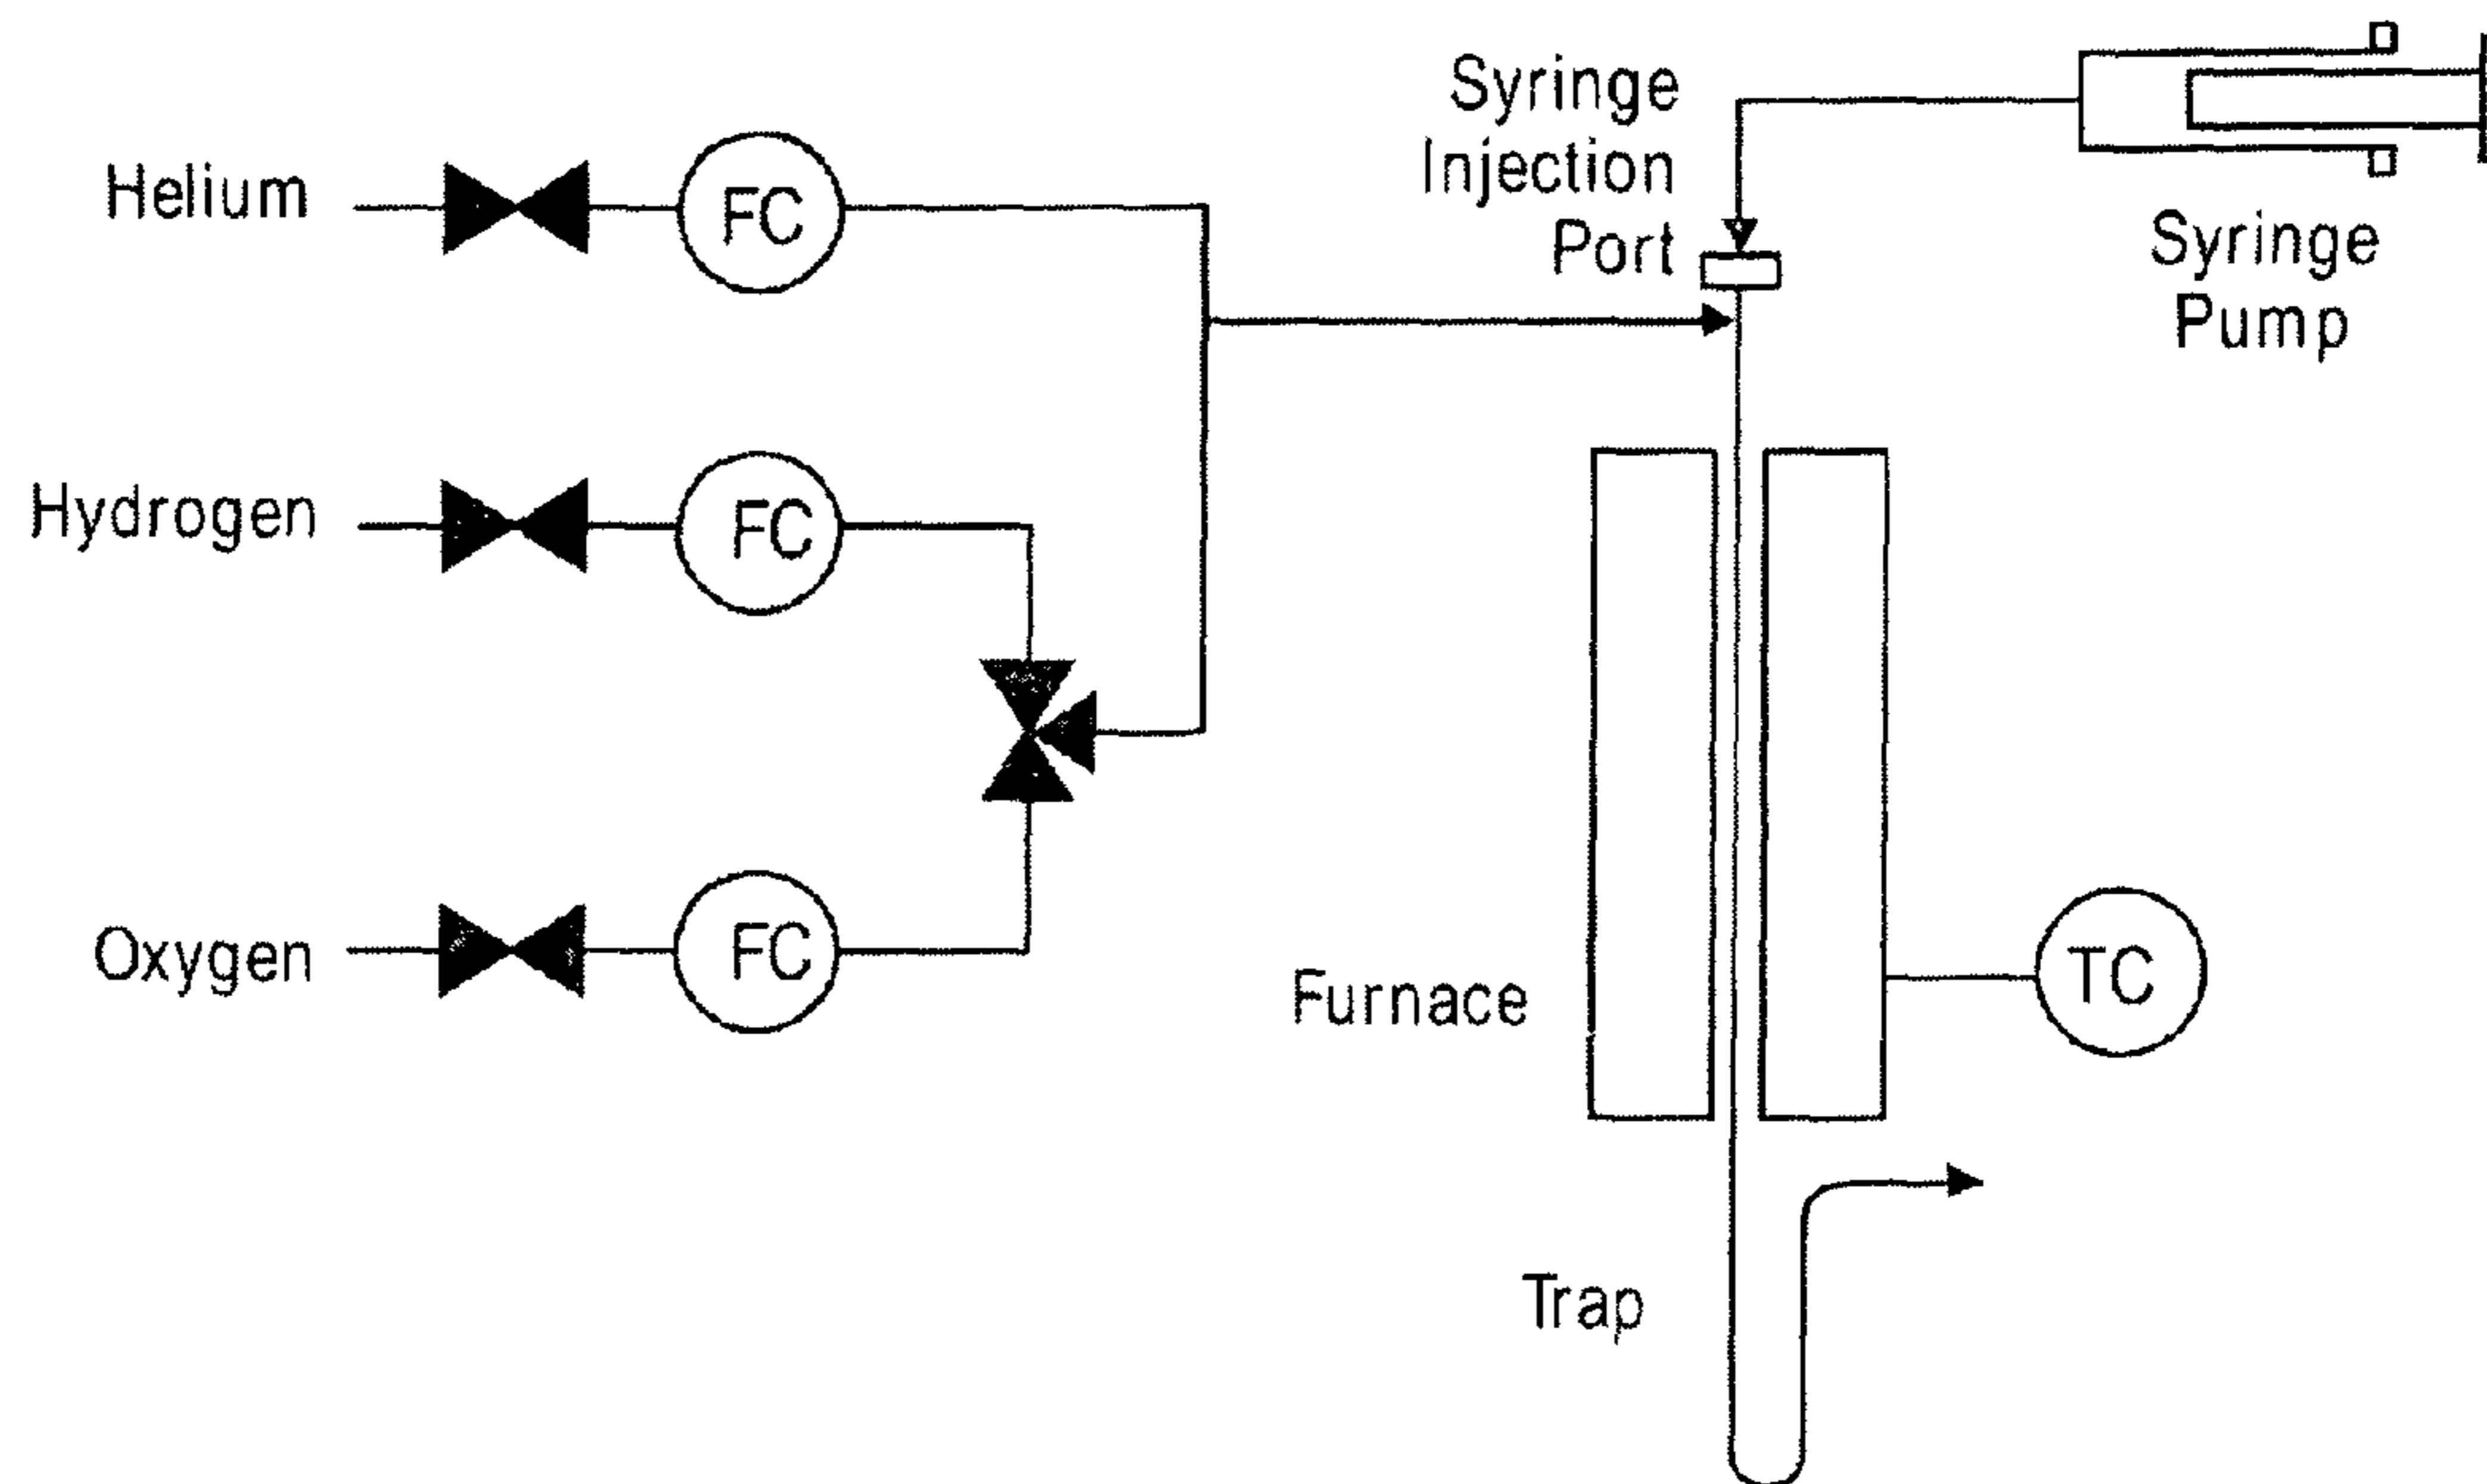 Helium
FC
Hydrogen
FC
Oxygen
FC
Syringe
Injection
Port
Syringe
Pump
Furnace
TC
Trap